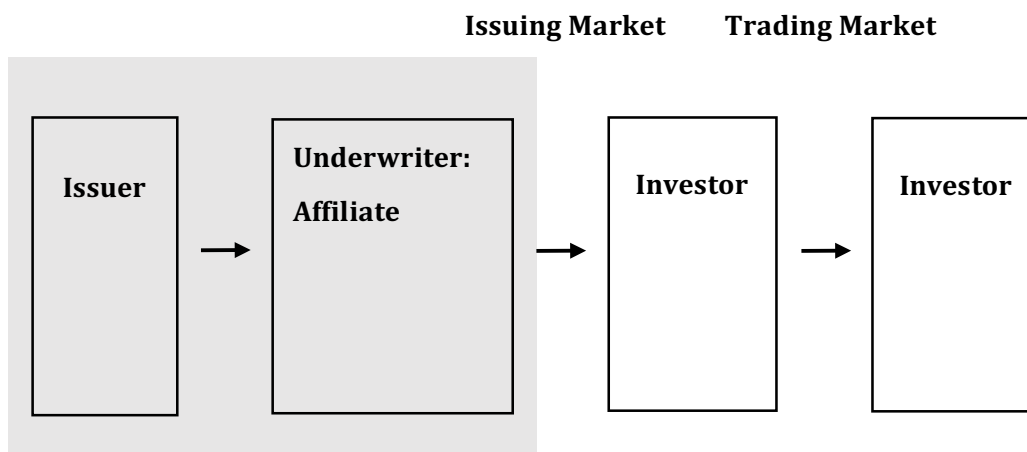 Issuing Market Trading Market
Issuer
Underwriter:
Affiliate
Investor
Investor